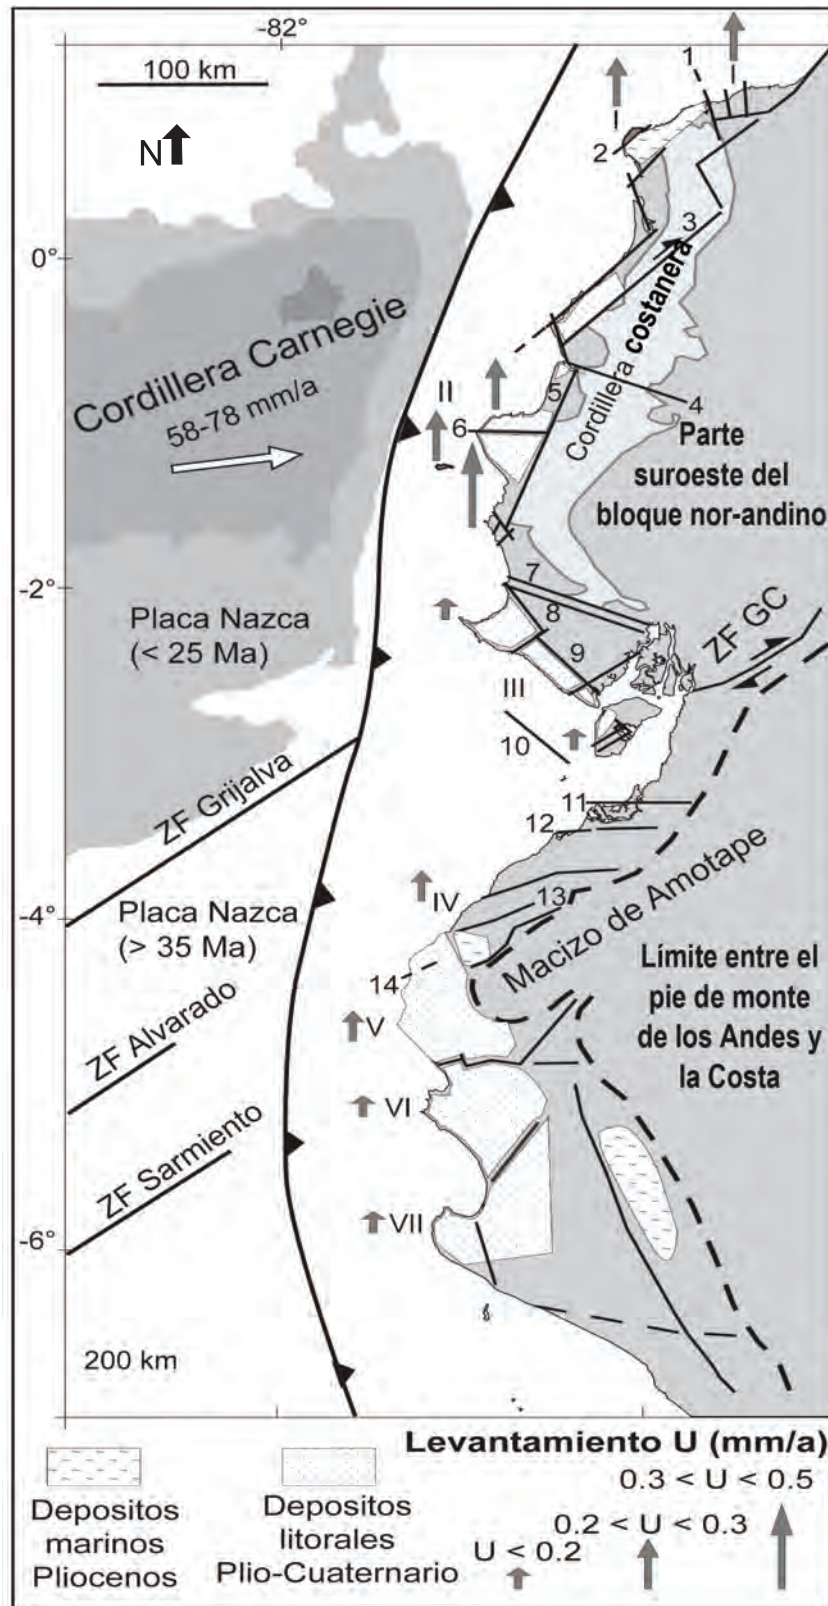 -82°
100 km
N
1
2
0°
3
Cordillera Carnegie
58-78 mm/a
Cordillera costanera
II
5
4
6
Parte
suroeste del
bloque nor-andino
-2°
7
8
Placa Nazca
(< 25 Ma)
ZF GC
9
III
10
ZF Grijalva
11
12
Macizo de Amotape
-4°
Placa Nazca
(> 35 Ma)
IV
13
Límite entre el
pie de monte
de los Andes y
la Costa
14
V
ZF Alvarado
VI
ZF Sarmiento
VII
-6°
200 km
Levantamiento U (mm/a)
0.3 < U < 0.5
0.2 < U < 0.3
U < 0.2
Depositos
marinos
Pliocenos
Depositos
litorales
Plio-Cuaternario